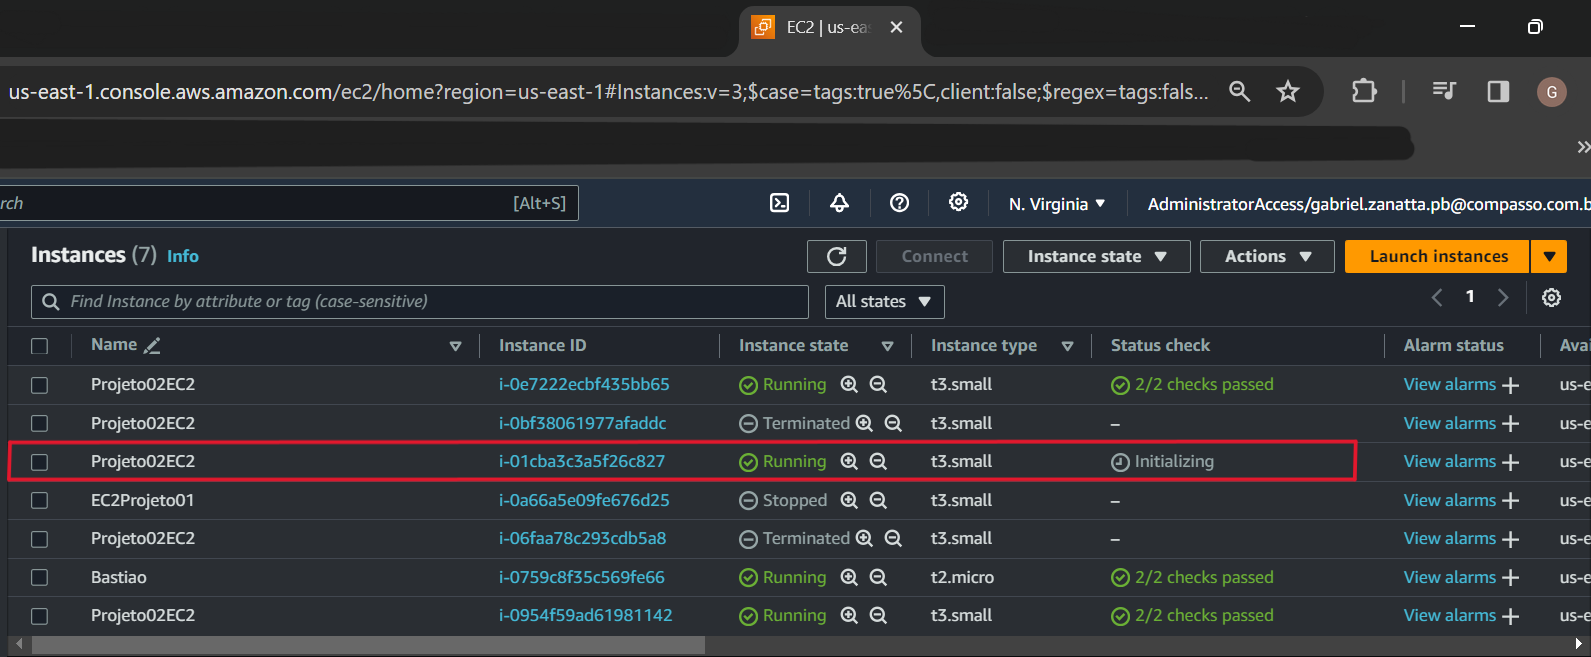 EC2 | us-ea
us-east-1.console.aws.amazon.com/ec2/home?region=us-east-1#Instances:v=3;$case=tags:true%5C,client:false;$regex=tags:fals...
G
rch [Alt+S] N. Virginia AdministratorAccess/gabriel.zanatta.pb@compasso.com.b
Instances (7) Info Connect Instance state Actions Launch instances
Find Instance by attribute or tag (case-sensitive) All states 1
Name Instance ID Instance state Instance type Status check Alarm status Avai
Projeto02EC2 i-0e7222ecbf435bb65 Running t3.small 2/2 checks passed View alarms + us-e
Projeto02EC2 i-0bf38061977afaddc Terminated t3.small – View alarms + us-e
Projeto02EC2 i-01cba3c3a5f26c827 Running t3.small Initializing View alarms + us-e
EC2Projeto01 i-0a66a5e09fe676d25 Stopped t3.small – View alarms + us-e
Projeto02EC2 i-06faa78c293cdb5a8 Terminated t3.small – View alarms + us-e
Bastiao i-0759c8f35c569fe66 Running t2.micro 2/2 checks passed View alarms + us-e
Projeto02EC2 i-0954f59ad61981142 Running t3.small 2/2 checks passed View alarms + us-e